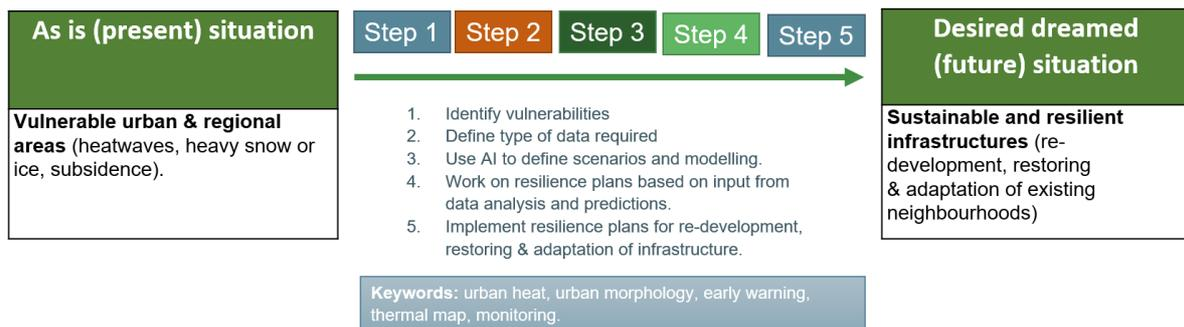 As is (present) situation
Vulnerable urban & regional
areas (heatwaves, heavy snow or
ice, subsidence).
Step 1
Step 2
Step 3
Step 4
Step 5
1. Identify vulnerabilities
2. Define type of data required
3. Use AI to define scenarios and modelling.
4. Work on resilience plans based on input from
data analysis and predictions.
5. Implement resilience plans for re-development,
restoring & adaptation of infrastructure.
Keywords: urban heat, urban morphology, early warning,
thermal map, monitoring.
Desired dreamed
(future) situation
Sustainable and resilient
infrastructures (re-
development, restoring
& adaptation of existing
neighbourhoods)